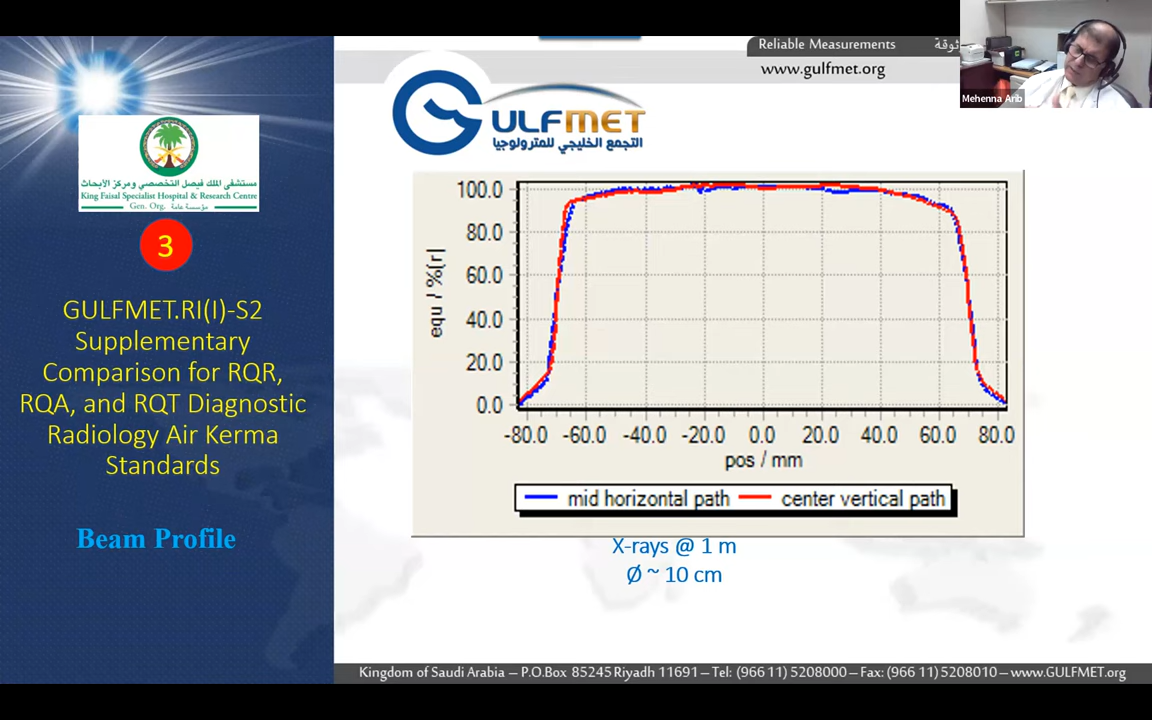 Reliable Measurements
ثوقة
www.gulfmet.org
Mehenna Arib
GULFMET
التجمع الخليجي للمترولوجيا
مستشفى الملك فيصل التخصصي ومركز الأبحاث
King Faisal Specialist Hospital & Research Centre
Gen. Org. مؤسسة عامة
3
GULFMET.RI(I)-S2
Supplementary
Comparison for RQR,
RQA, and RQT Diagnostic
Radiology Air Kerma
Standards
Beam Profile
equ / %(r)
100.0
80.0
60.0
40.0
20.0
0.0
-80.0 -60.0 -40.0 -20.0 0.0 20.0 40.0 60.0 80.0
pos / mm
mid horizontal path center vertical path
X-rays @ 1 m
Ø ~ 10 cm
Kingdom of Saudi Arabia – P.O.Box 85245 Riyadh 11691 – Tel: (966 11) 5208000 – Fax: (966 11) 5208010 – www.GULFMET.org